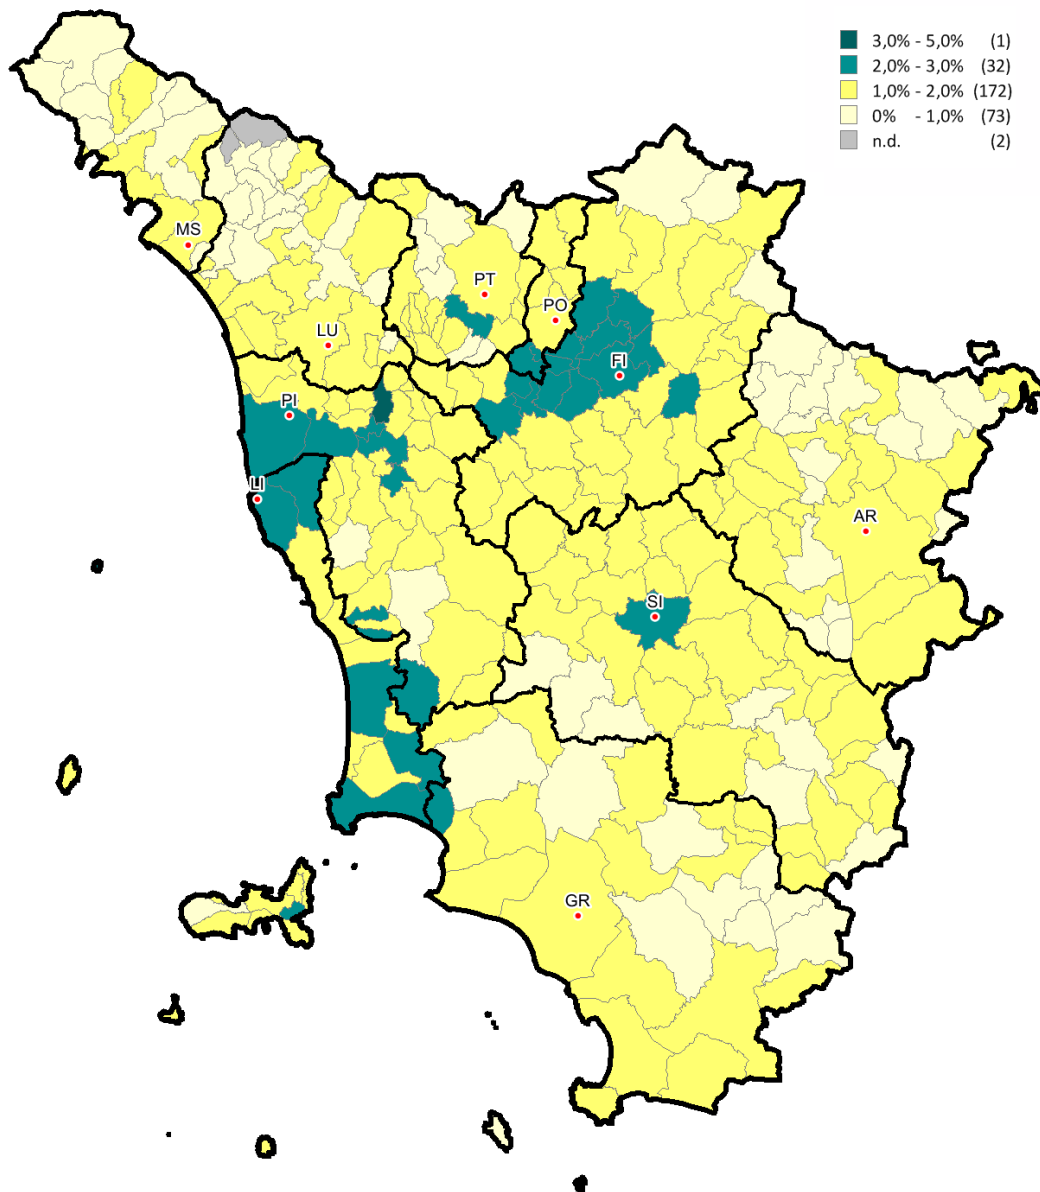 3,0% - 5,0% (1)
2,0% - 3,0% (32)
1,0% - 2,0% (172)
0% - 1,0% (73)
n.d. (2)
MS
PT
PO
LU
FI
PI
LI
AR
SI
GR